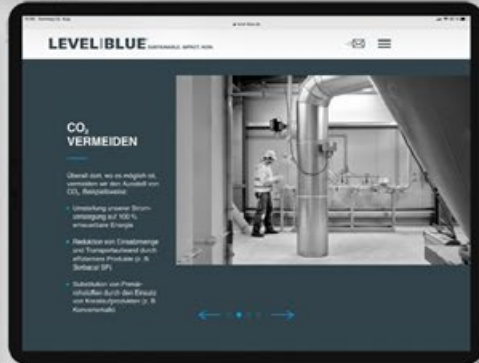 LEVEL|BLUE SUSTAINABLE. IMPACT. NOW.
CO₂
VERMEIDEN
Überall dort, wo es möglich ist,
vermeiden wir den Ausstoß von
CO₂. Beispielsweise:
Umstellung unserer Strom-
versorgung auf 100 %
erneuerbare Energie
Reduktion von Einsatzmenge
und Transportaufwand durch
effizientere Produkte (z. B.
Sorbacal SP)
Substitution von Primär-
rohstoffen durch den Einsatz
von Kreislaufprodukten (z. B.
Konverterkalk)